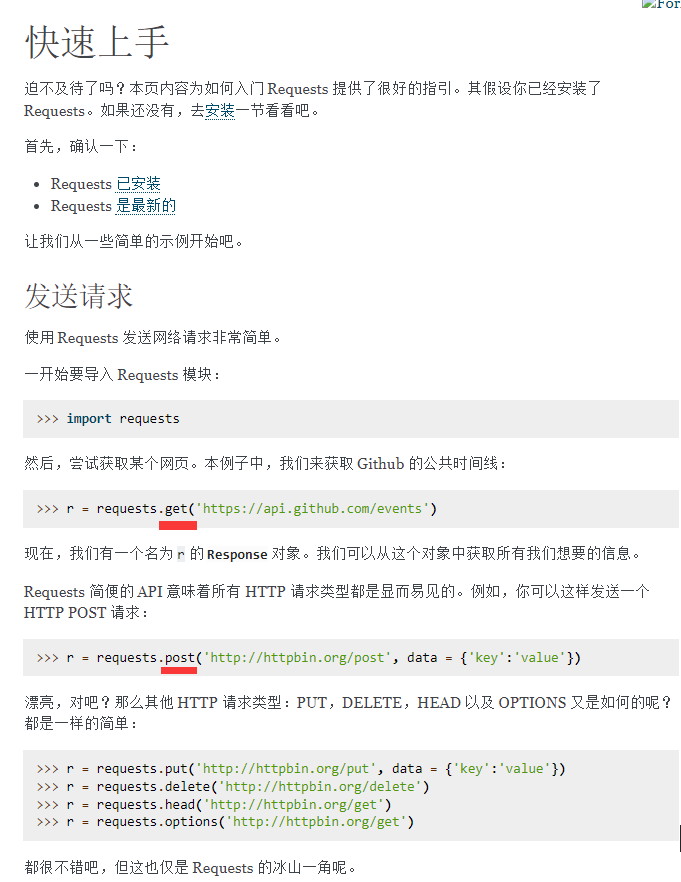 For
快速上手
迫不及待了吗？本页内容为如何入门 Requests 提供了很好的指引。其假设你已经安装了
Requests。如果还没有，去安装一节看看吧。
首先，确认一下：
Requests 已安装
Requests 是最新的
让我们从一些简单的示例开始吧。
发送请求
使用 Requests 发送网络请求非常简单。
一开始要导入 Requests 模块：
>>> import requests
然后，尝试获取某个网页。本例子中，我们来获取 Github 的公共时间线：
>>> r = requests.get('https://api.github.com/events')
现在，我们有一个名为 r 的 Response 对象。我们可以从这个对象中获取所有我们想要的信息。
Requests 简便的 API 意味着所有 HTTP 请求类型都是显而易见的。例如，你可以这样发送一个
HTTP POST 请求：
>>> r = requests.post('http://httpbin.org/post', data = {'key':'value'})
漂亮，对吧？那么其他 HTTP 请求类型：PUT，DELETE，HEAD 以及 OPTIONS 又是如何的呢？
都是一样的简单：
>>> r = requests.put('http://httpbin.org/put', data = {'key':'value'})
>>> r = requests.delete('http://httpbin.org/delete')
>>> r = requests.head('http://httpbin.org/get')
>>> r = requests.options('http://httpbin.org/get')
都很不错吧，但这也仅是 Requests 的冰山一角呢。